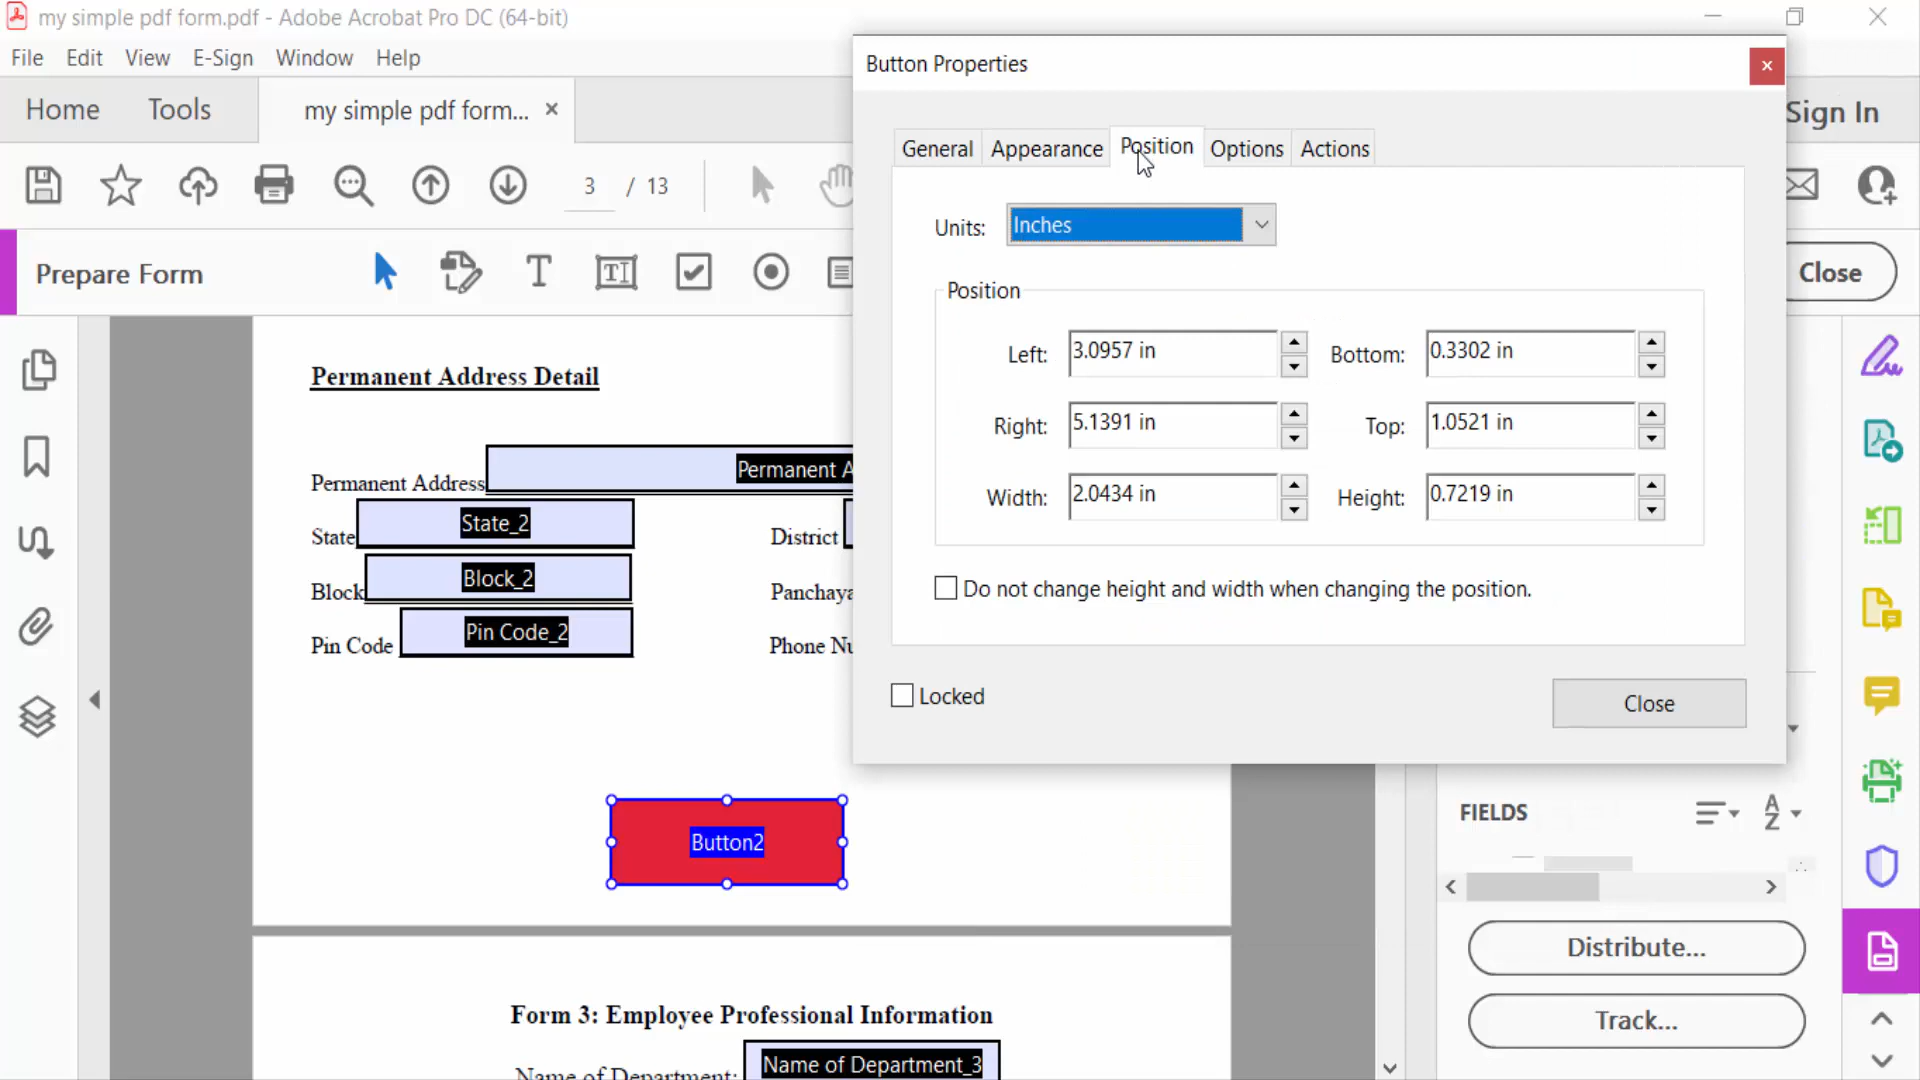 my simple pdf form.pdf - Adobe Acrobat Pro DC (64-bit)
File Edit View E-Sign Window Help
Home Tools my simple pdf form... ×
Sign In
3 / 13
Prepare Form
Close
Button Properties
General Appearance Position Options Actions
Units: Inches
Position
Left: 3.0957 in Bottom: 0.3302 in
Right: 5.1391 in Top: 1.0521 in
Width: 2.0434 in Height: 0.7219 in
Do not change height and width when changing the position.
Locked
Close
Permanent Address Detail
Permanent Address Permanent A
State State_2 District
Block Block_2 Panchaya
Pin Code Pin Code_2 Phone Nu
Button2
Form 3: Employee Professional Information
Name of Department: Name of Department_3
FIELDS
A
Z
Distribute...
Track...